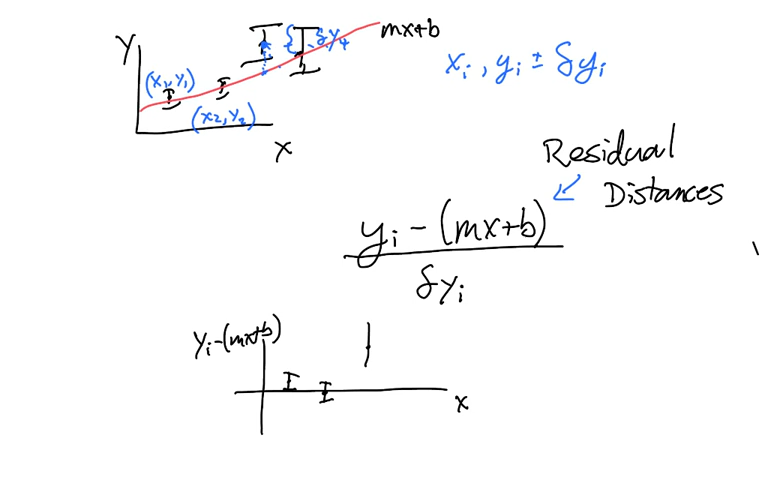 Y
mx+b
δy₄
(x₁, y₁)
(x₂, y₂)
X
xᵢ, yᵢ ± δyᵢ
Residual
Distances
yᵢ - (mx+b)
δyᵢ
yᵢ-(mx+b)
x